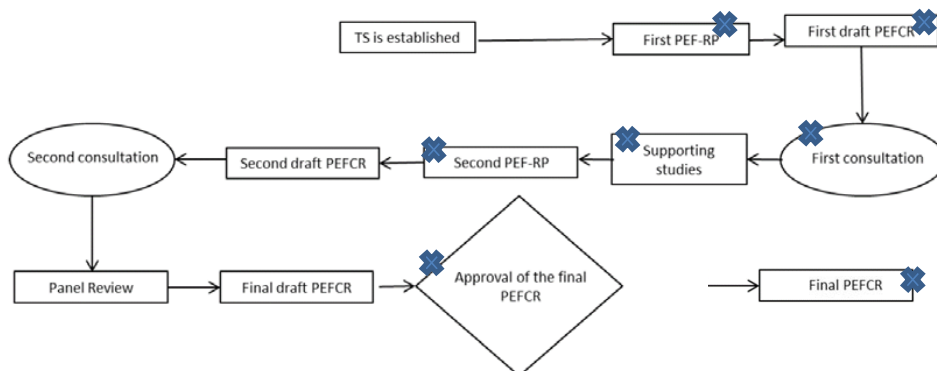 TS is established
First PEF-RP
First draft PEFCR
Second consultation
Second draft PEFCR
Second PEF-RP
Supporting
studies
First consultation
Panel Review
Final draft PEFCR
Approval of the final
PEFCR
Final PEFCR